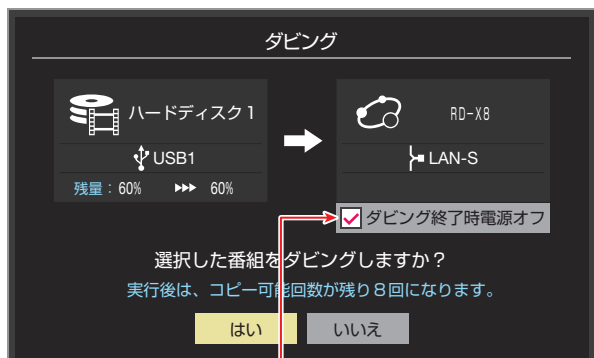 ダビング
ハードディスク1
RD-X8
USB1
LAN-S
残量：60% ▶▶▶ 60%
ダビング終了時電源オフ
選択した番組をダビングしますか？
実行後は、コピー可能回数が残り８回になります。
はい
いいえ